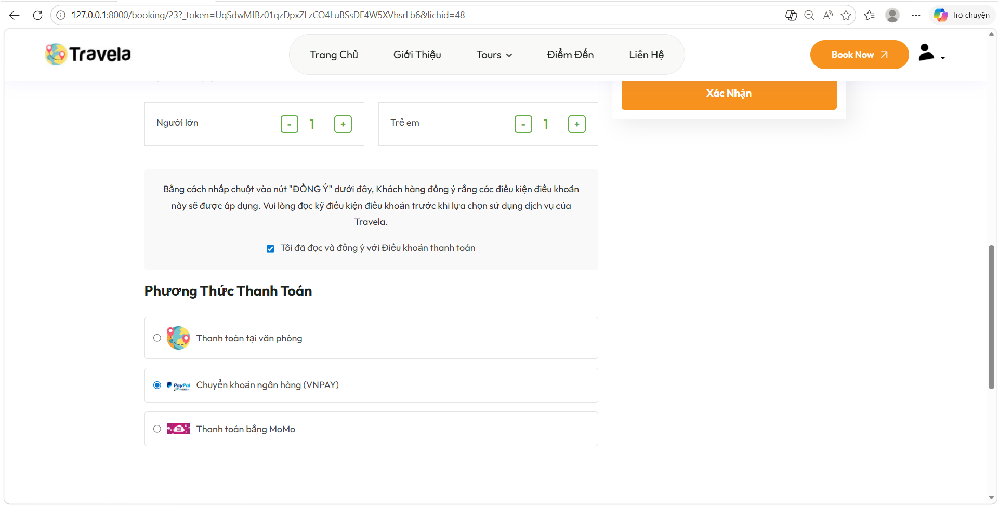 127.0.0.1:8000/booking/23?_token=UqSdwMfBz01qzDpxZLzCO4LuBSsDE4W5XVhsrLb6&lichid=48
Trò chuyện
Travela
Trang Chủ
Giới Thiệu
Tours
Điểm Đến
Liên Hệ
Book Now
Xác Nhận
Người lớn
-
1
+
Trẻ em
-
1
+
Bằng cách nhấp chuột vào nút "ĐỒNG Ý" dưới đây, Khách hàng đồng ý rằng các điều kiện điều khoản
này sẽ được áp dụng. Vui lòng đọc kỹ điều kiện điều khoản trước khi lựa chọn sử dụng dịch vụ của
Travela.
Tôi đã đọc và đồng ý với Điều khoản thanh toán
Phương Thức Thanh Toán
Thanh toán tại văn phòng
PayPal
Chuyển khoản ngân hàng (VNPAY)
Thanh toán bằng MoMo